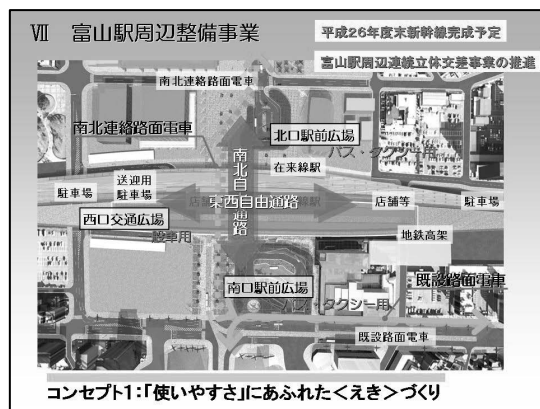 Ⅶ 富山駅周辺整備事業
平成26年度末新幹線完成予定
富山駅周辺連続立体交差事業の推進
南北連絡路面電車
南北連絡路面電車
北口駅前広場
バス・タクシー用
在来線駅
南北自由通路
駐車場
送迎用
駐車場
東西自由通路
店舗等
駐車場
西口交通広場
地鉄高架
南口駅前広場
バス・タクシー用
既設路面電車
既設路面電車
コンセプト1:「使いやすさ」にあふれた<えき>づくり